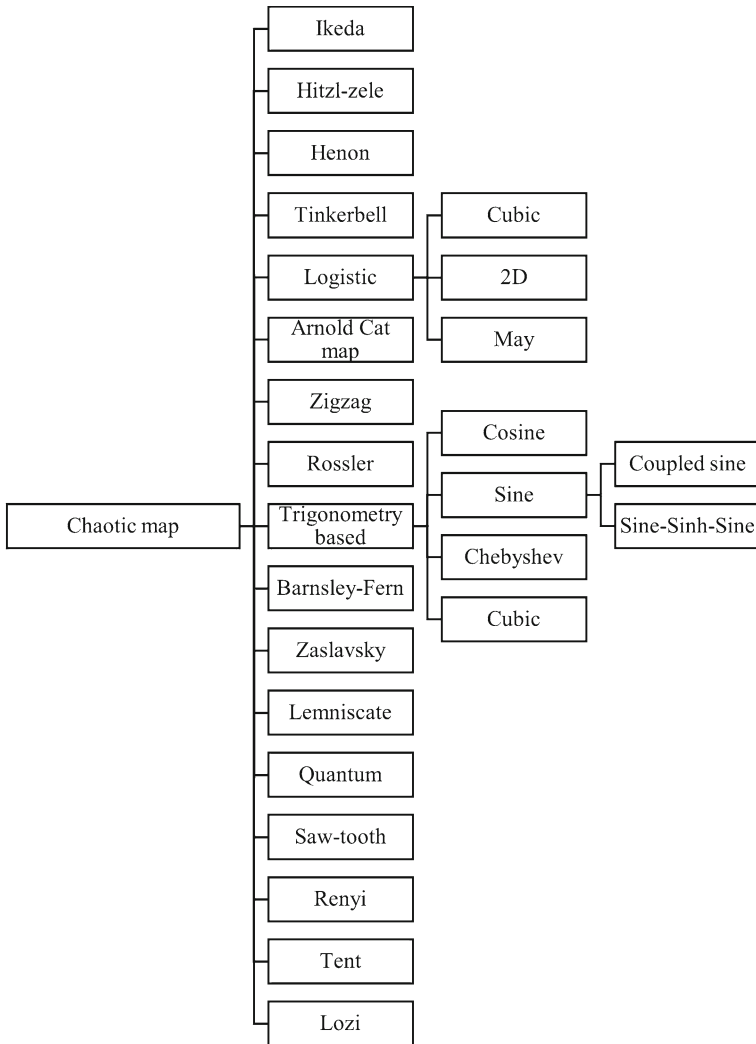 Ikeda
Hitzl-zele
Henon
Tinkerbell
Cubic
Logistic
2D
Arnold Cat
map
May
Zigzag
Cosine
Rossler
Sine
Coupled sine
Chaotic map
Trigonometry
based
Sine-Sinh-Sine
Chebyshev
Barnsley-Fern
Cubic
Zaslavsky
Lemniscate
Quantum
Saw-tooth
Renyi
Tent
Lozi